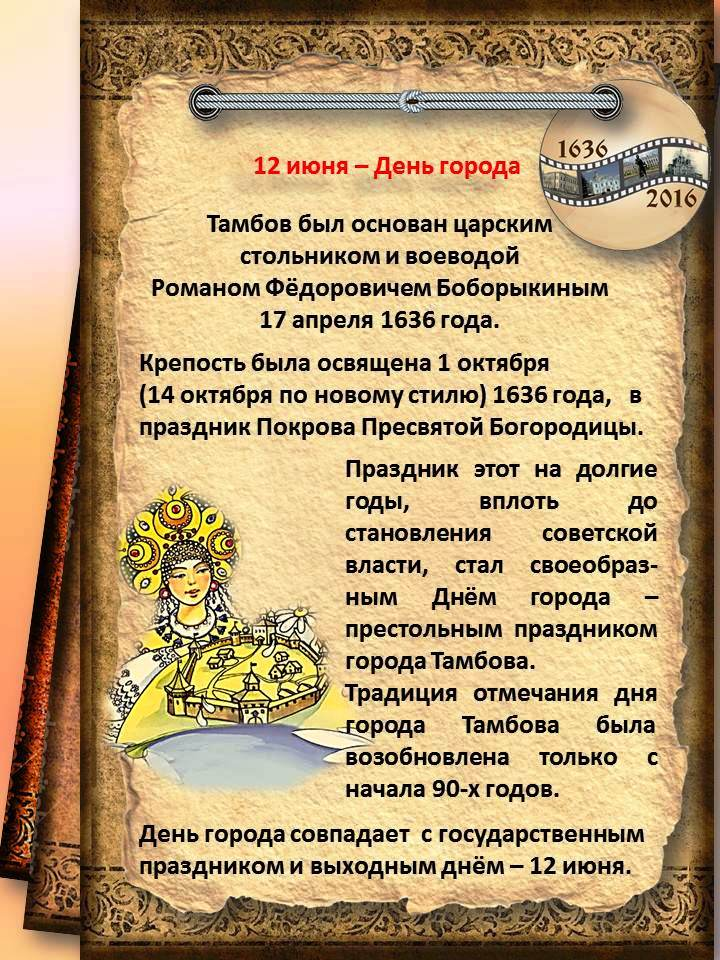 1636
2016
12 июня – День города
Тамбов был основан царским
стольником и воеводой
Романом Фёдоровичем Боборыкиным
17 апреля 1636 года.
Крепость была освящена 1 октября
(14 октября по новому стилю) 1636 года, в
праздник Покрова Пресвятой Богородицы.
Праздник этот на долгие
годы, вплоть до
становления советской
власти, стал своеобраз-
ным Днём города –
престольным праздником
города Тамбова.
Традиция отмечания дня
города Тамбова была
возобновлена только с
начала 90-х годов.
День города совпадает с государственным
праздником и выходным днём – 12 июня.